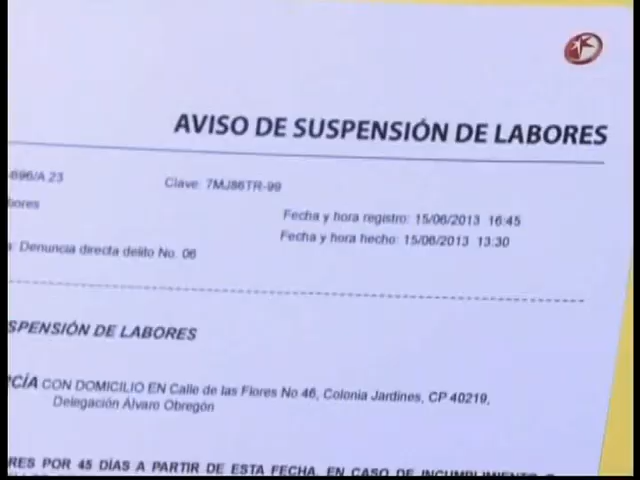 AVISO DE SUSPENSIÓN DE LABORES
-696/A 23
Clave: 7MJ86TR-99
bores
Fecha y hora registro: 15/06/2013 16:45
Fecha y hora hecho: 15/06/2013 13:30
a: Denuncia directa delito No. 06
SPENSIÓN DE LABORES
CÍA CON DOMICILIO EN Calle de las Flores No 46, Colonia Jardines, CP 40219,
Delegación Álvaro Obregón
RES POR 45 DÍAS A PARTIR DE ESTA FECHA. EN CASO DE INCUMPLIMIENTO